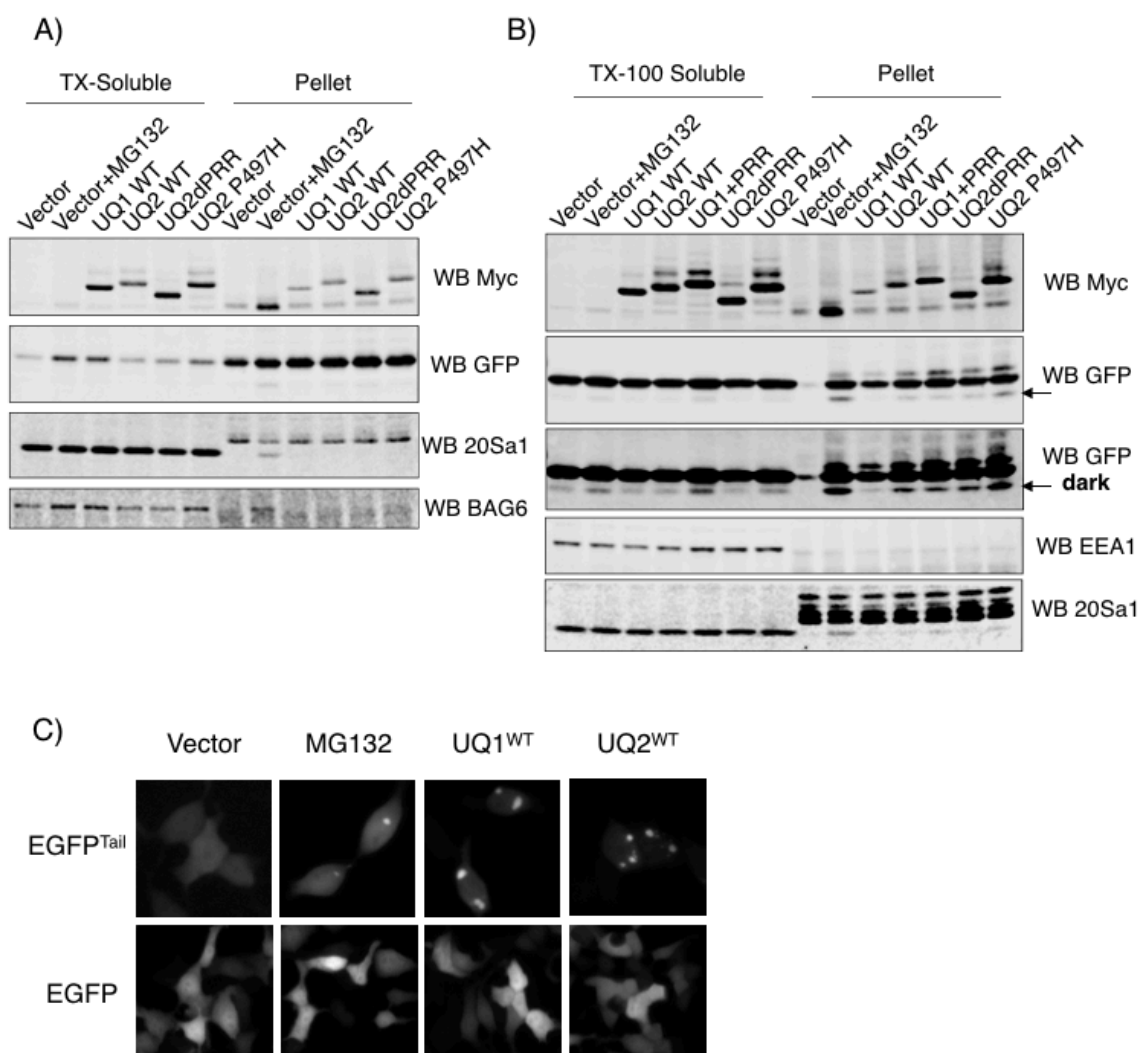 A)
TX-Soluble Pellet
Vector Vector+MG132 UQ1 WT UQ2 WT UQ2dPRR UQ2 P497H Vector Vector+MG132 UQ1 WT UQ2 WT UQ2dPRR UQ2 P497H
WB Myc
WB GFP
WB 20Sa1
WB BAG6
B)
TX-100 Soluble Pellet
Vector Vector+MG132 UQ1 WT UQ2 WT UQ1+PRR UQ2dPRR UQ2 P497H Vector Vector+MG132 UQ1 WT UQ2 WT UQ1+PRR UQ2dPRR UQ2 P497H
WB Myc
WB GFP
WB GFP
dark
WB EEA1
WB 20Sa1
C)
Vector MG132 UQ1WT UQ2WT
EGFPTail
EGFP